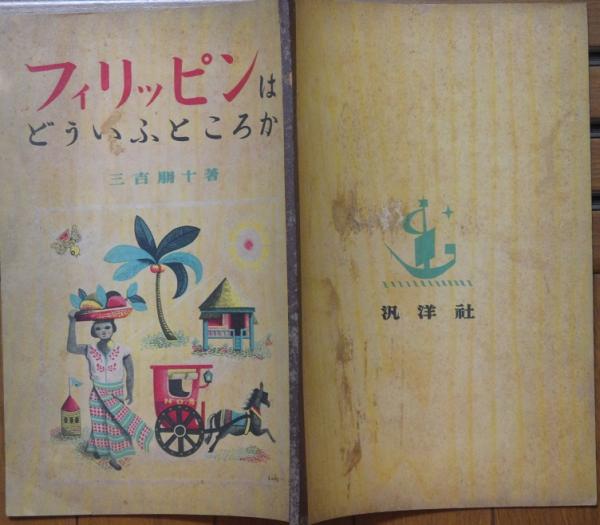 フィリッピンは
どういふところか
三吉朋十著
汎洋社